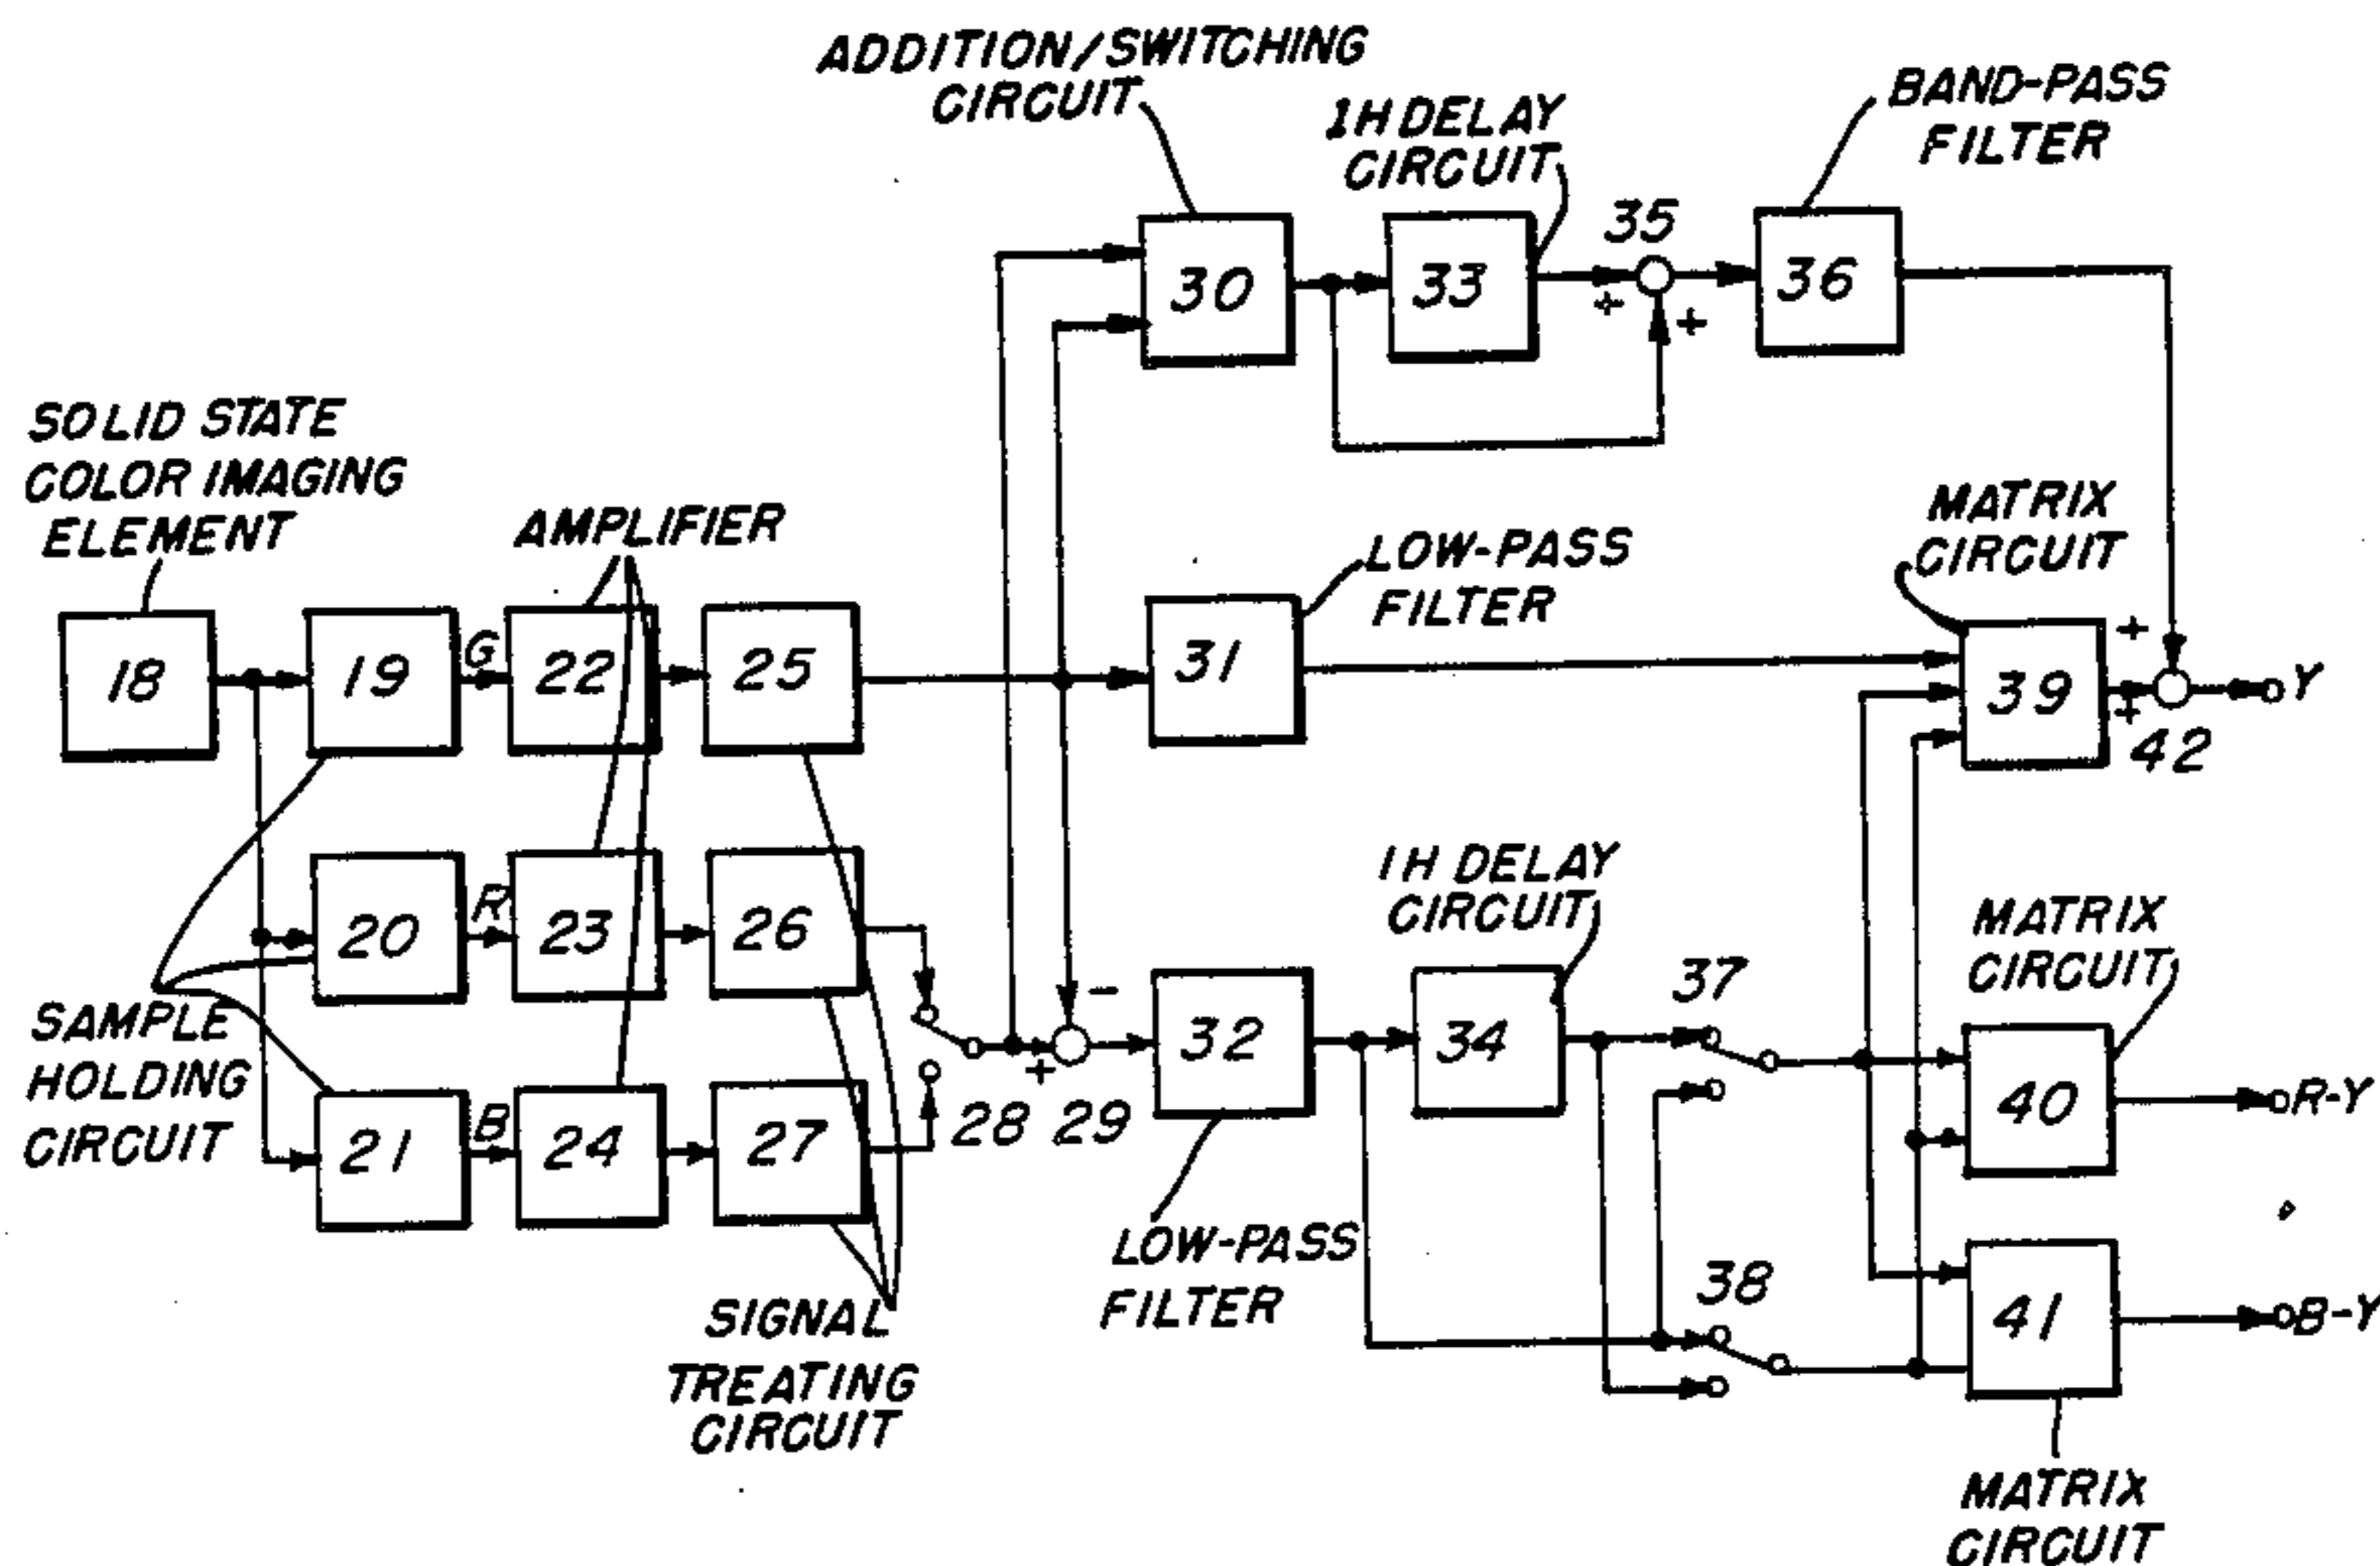 ADDITION/SWITCHING
CIRCUIT
1H DELAY
CIRCUIT
BAND-PASS
FILTER
30
33
35
+
+
36
SOLID STATE
COLOR IMAGING
ELEMENT
AMPLIFIER
LOW-PASS
FILTER
MATRIX
CIRCUIT
18
19
G
22
25
31
39
+
+
42
Y
20
R
23
26
SAMPLE
HOLDING
CIRCUIT
21
B
24
27
28
+
-
29
32
1H DELAY
CIRCUIT
34
37
MATRIX
CIRCUIT
40
R-Y
LOW-PASS
FILTER
38
41
B-Y
SIGNAL
TREATING
CIRCUIT
MATRIX
CIRCUIT